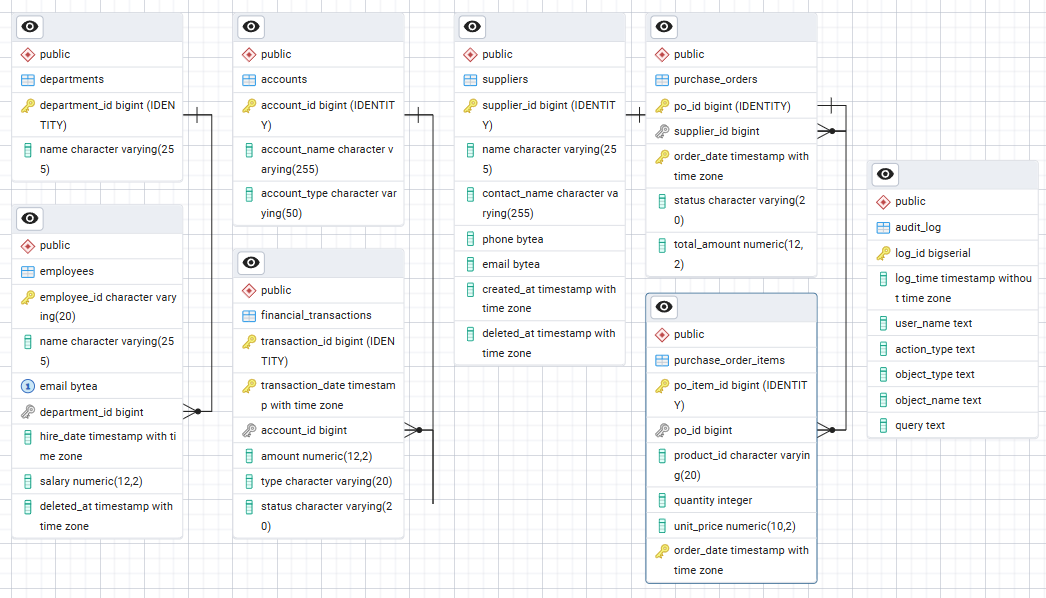 public
departments
department_id bigint (IDEN
TITY)
name character varying(25
5)
public
employees
employee_id character vary
ing(20)
name character varying(25
5)
1
email bytea
department_id bigint
hire_date timestamp with ti
me zone
salary numeric(12,2)
deleted_at timestamp with
time zone
public
accounts
account_id bigint (IDENTIT
Y)
account_name character v
arying(255)
account_type character var
ying(50)
public
financial_transactions
transaction_id bigint (IDEN
TITY)
transaction_date timestam
p with time zone
account_id bigint
amount numeric(12,2)
type character varying(20)
status character varying(2
0)
public
suppliers
supplier_id bigint (IDENTIT
Y)
name character varying(25
5)
contact_name character va
rying(255)
phone bytea
email bytea
created_at timestamp with
time zone
deleted_at timestamp with
time zone
public
purchase_orders
po_id bigint (IDENTITY)
supplier_id bigint
order_date timestamp with
time zone
status character varying(2
0)
total_amount numeric(12,
2)
public
purchase_order_items
po_item_id bigint (IDENTIT
Y)
po_id bigint
product_id character varyin
g(20)
quantity integer
unit_price numeric(10,2)
order_date timestamp with
time zone
public
audit_log
log_id bigserial
log_time timestamp withou
t time zone
user_name text
action_type text
object_type text
object_name text
query text